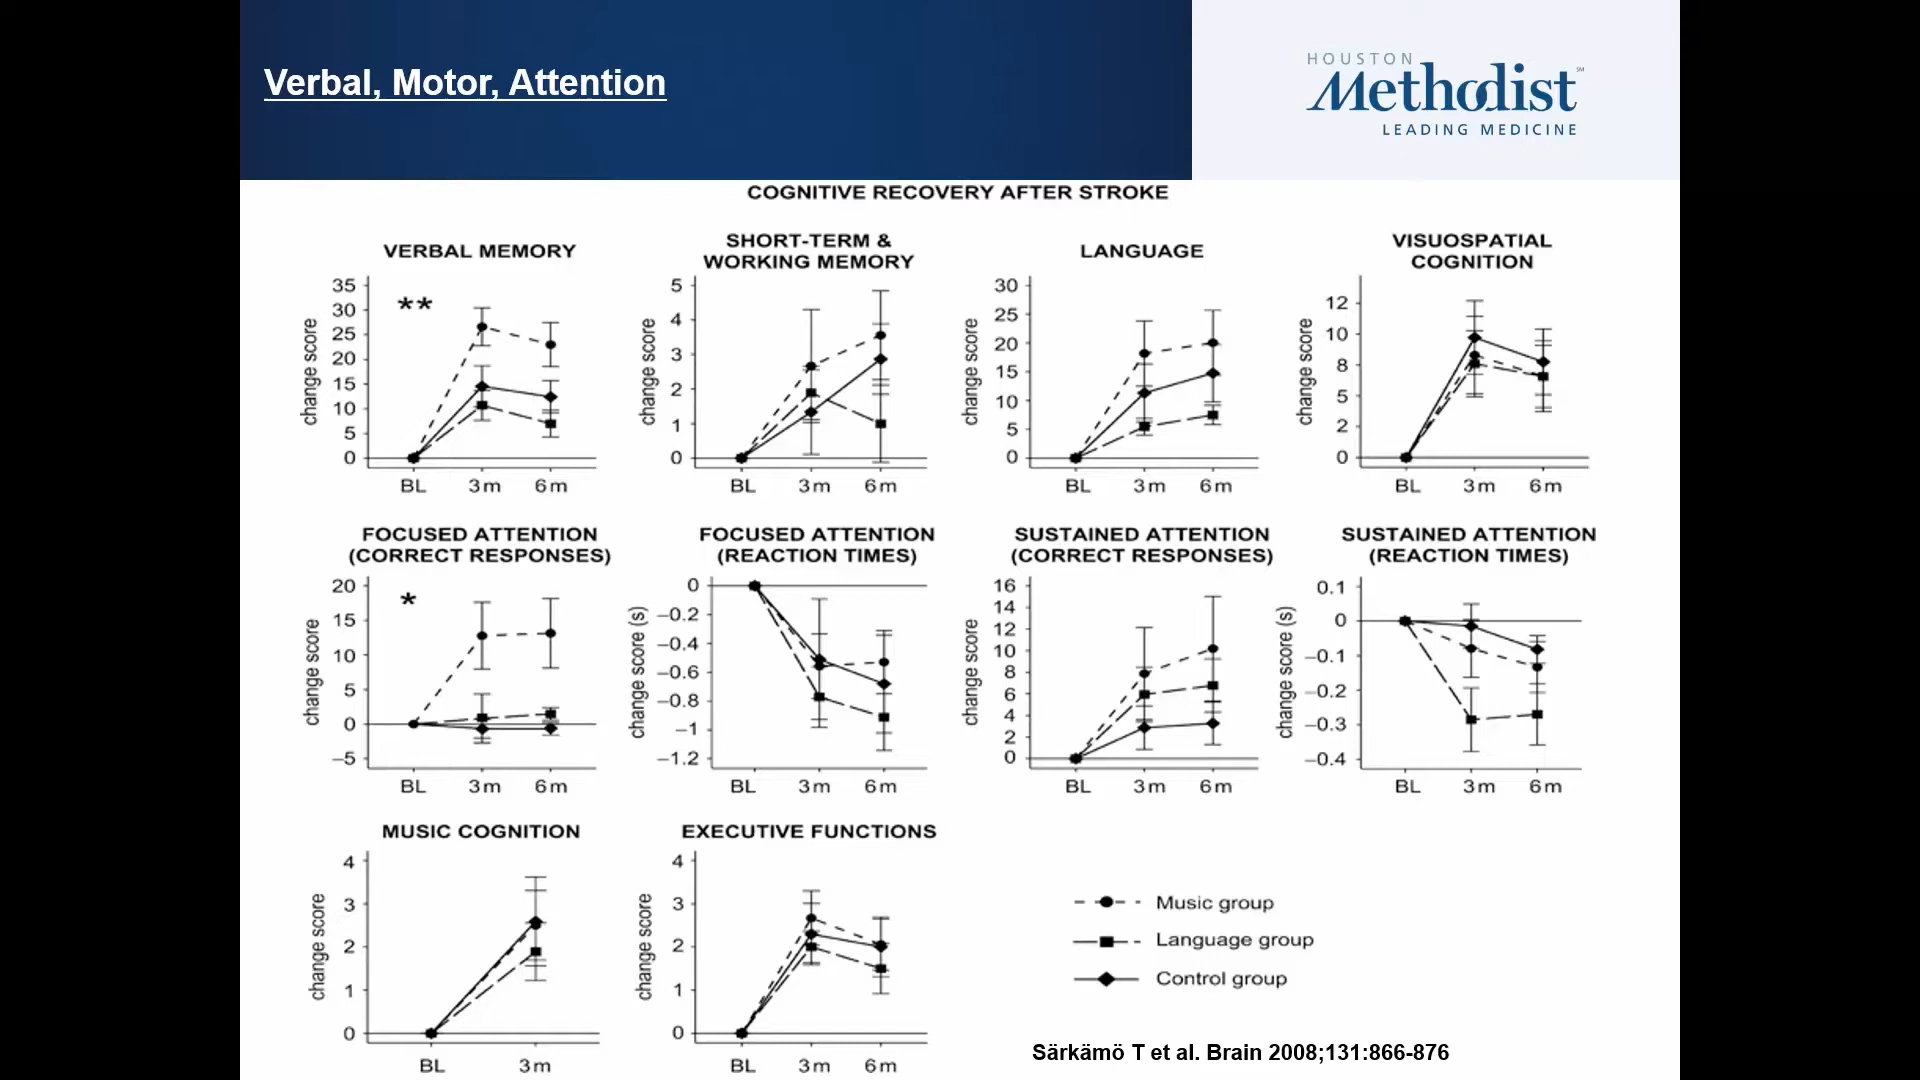 Verbal, Motor, Attention
HOUSTON
Methodist
SM
LEADING MEDICINE
COGNITIVE RECOVERY AFTER STROKE
VERBAL MEMORY
change score
35
30
25
20
15
10
5
0
**
BL 3m 6m
SHORT-TERM &
WORKING MEMORY
change score
5
4
3
2
1
0
BL 3m 6m
LANGUAGE
change score
30
25
20
15
10
5
0
BL 3m 6m
VISUOSPATIAL
COGNITION
change score
12
10
8
5
2
0
BL 3m 6m
FOCUSED ATTENTION
(CORRECT RESPONSES)
change score
20
15
10
5
0
−5
*
BL 3m 6m
FOCUSED ATTENTION
(REACTION TIMES)
change score (s)
0
−0.2
−0.4
−0.6
−0.8
−1
−1.2
BL 3m 6m
SUSTAINED ATTENTION
(CORRECT RESPONSES)
change score
16
14
12
10
8
6
4
2
0
BL 3m 6m
SUSTAINED ATTENTION
(REACTION TIMES)
change score (s)
0.1
0
−0.1
−0.2
−0.3
−0.4
BL 3m 6m
MUSIC COGNITION
change score
4
3
2
1
0
BL 3m
EXECUTIVE FUNCTIONS
change score
4
3
2
1
0
BL 3m 6m
Music group
Language group
Control group
Särkämö T et al. Brain 2008;131:866-876